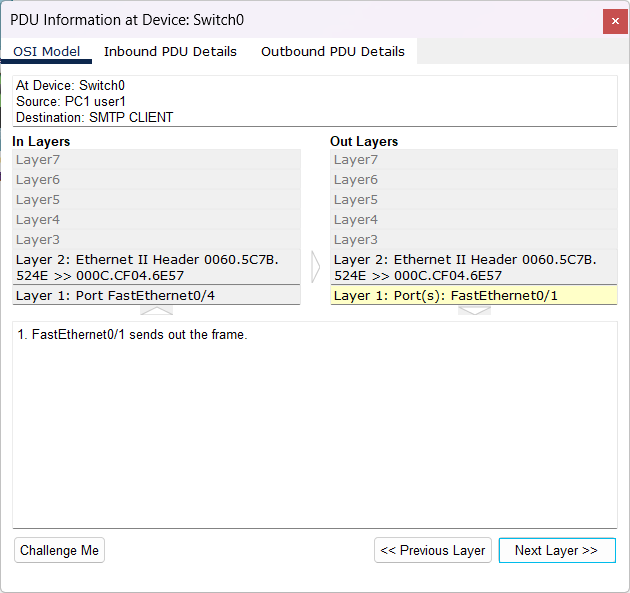 PDU Information at Device: Switch0
OSI Model Inbound PDU Details Outbound PDU Details
At Device: Switch0
Source: PC1 user1
Destination: SMTP CLIENT
In Layers
Layer7
Layer6
Layer5
Layer4
Layer3
Layer 2: Ethernet II Header 0060.5C7B.
524E >> 000C.CF04.6E57
Layer 1: Port FastEthernet0/4
Out Layers
Layer7
Layer6
Layer5
Layer4
Layer3
Layer 2: Ethernet II Header 0060.5C7B.
524E >> 000C.CF04.6E57
Layer 1: Port(s): FastEthernet0/1
1. FastEthernet0/1 sends out the frame.
Challenge Me
<< Previous Layer
Next Layer >>